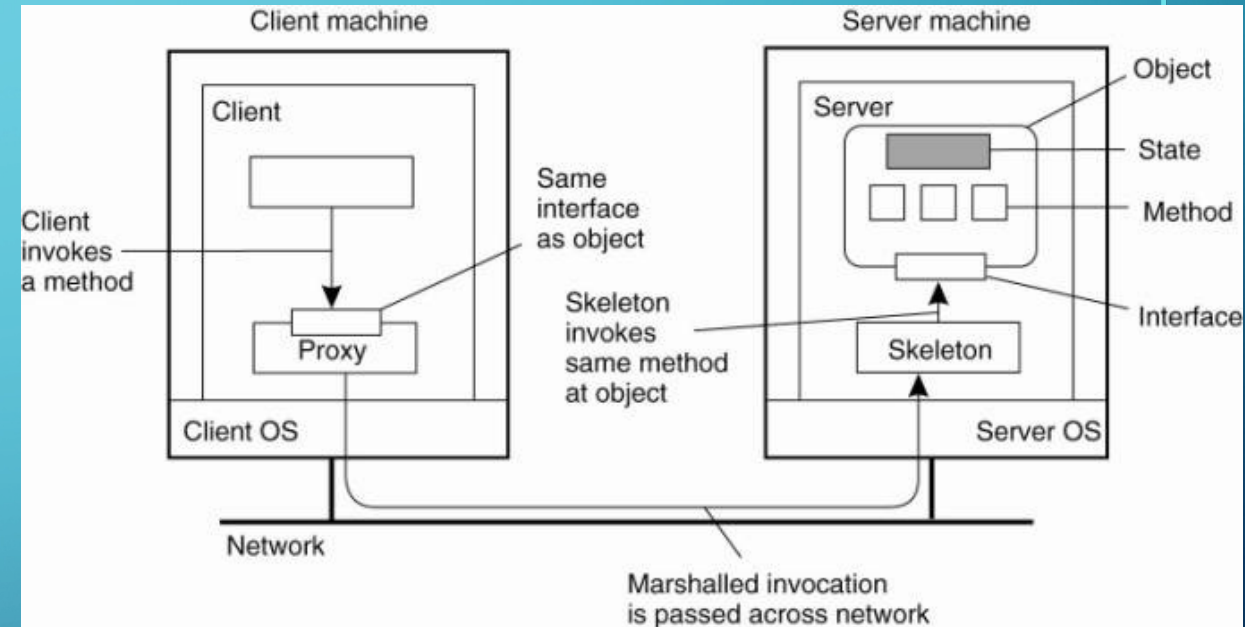 Client machine
Server machine
Client
Server
Object
State
Method
Interface
Same
interface
as object
Client
invokes
a method
Proxy
Skeleton
invokes
same method
at object
Skeleton
Client OS
Server OS
Network
Marshalled invocation
is passed across network